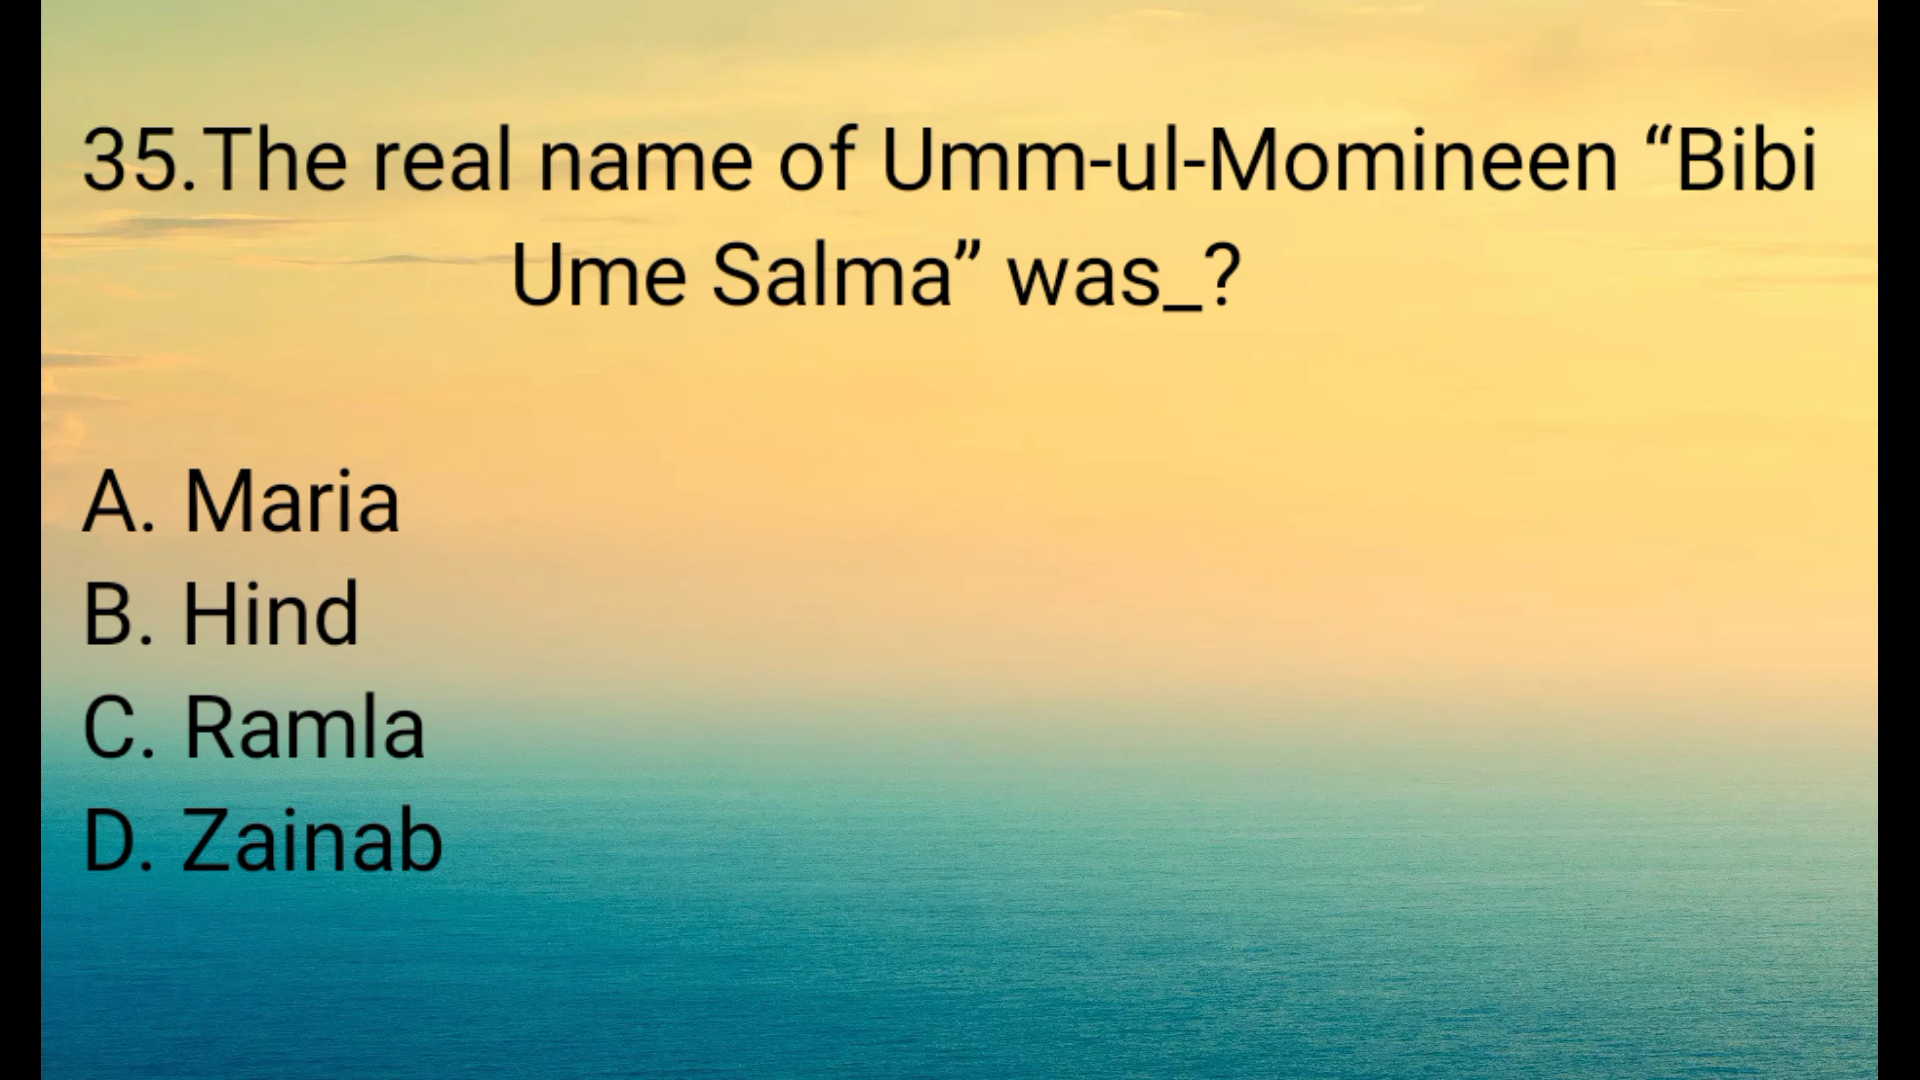 35.The real name of Umm-ul-Momineen “Bibi
Ume Salma” was_?
A. Maria
B. Hind
C. Ramla
D. Zainab